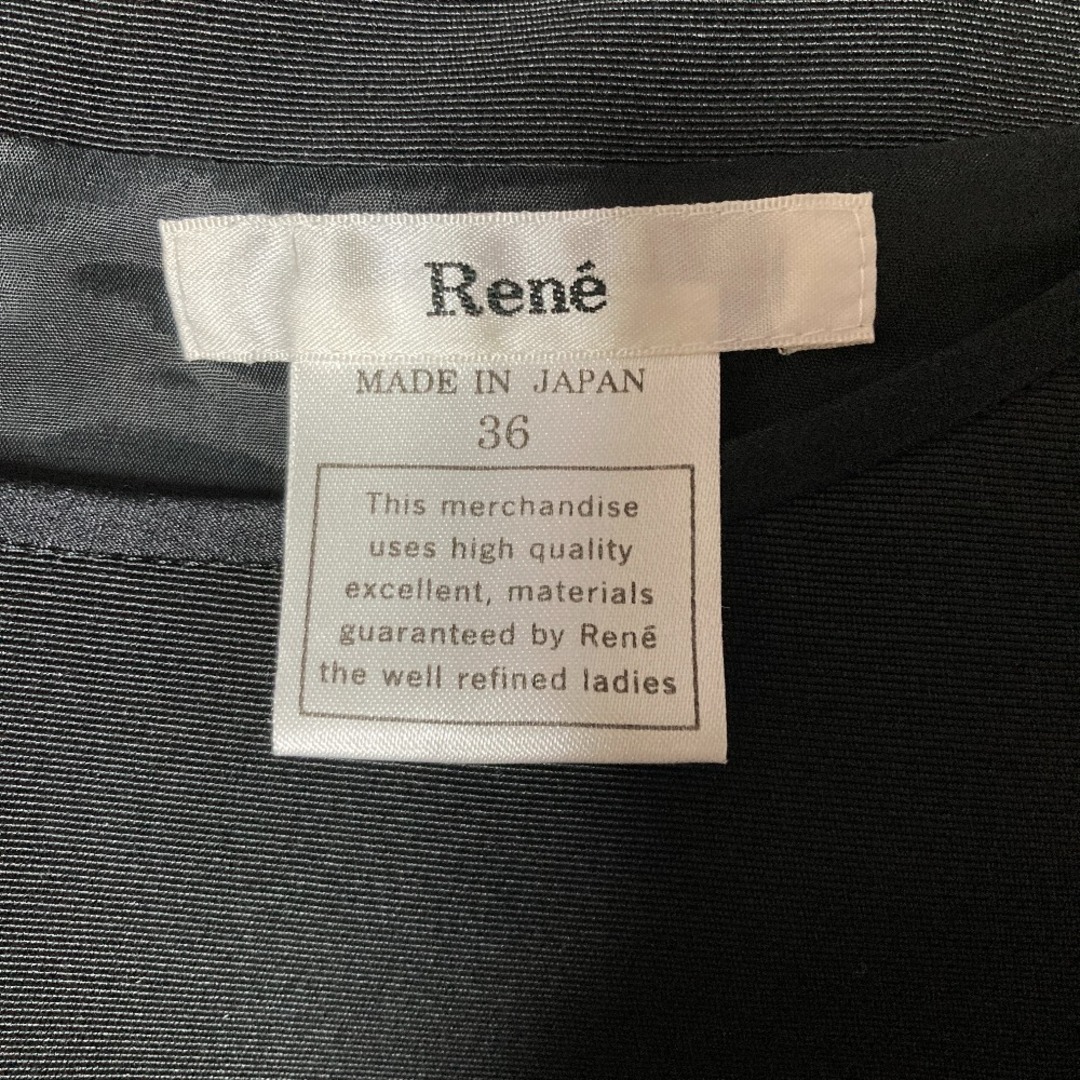 René
MADE IN JAPAN
36
This merchandise
uses high quality
excellent, materials
guaranteed by René
the well refined ladies